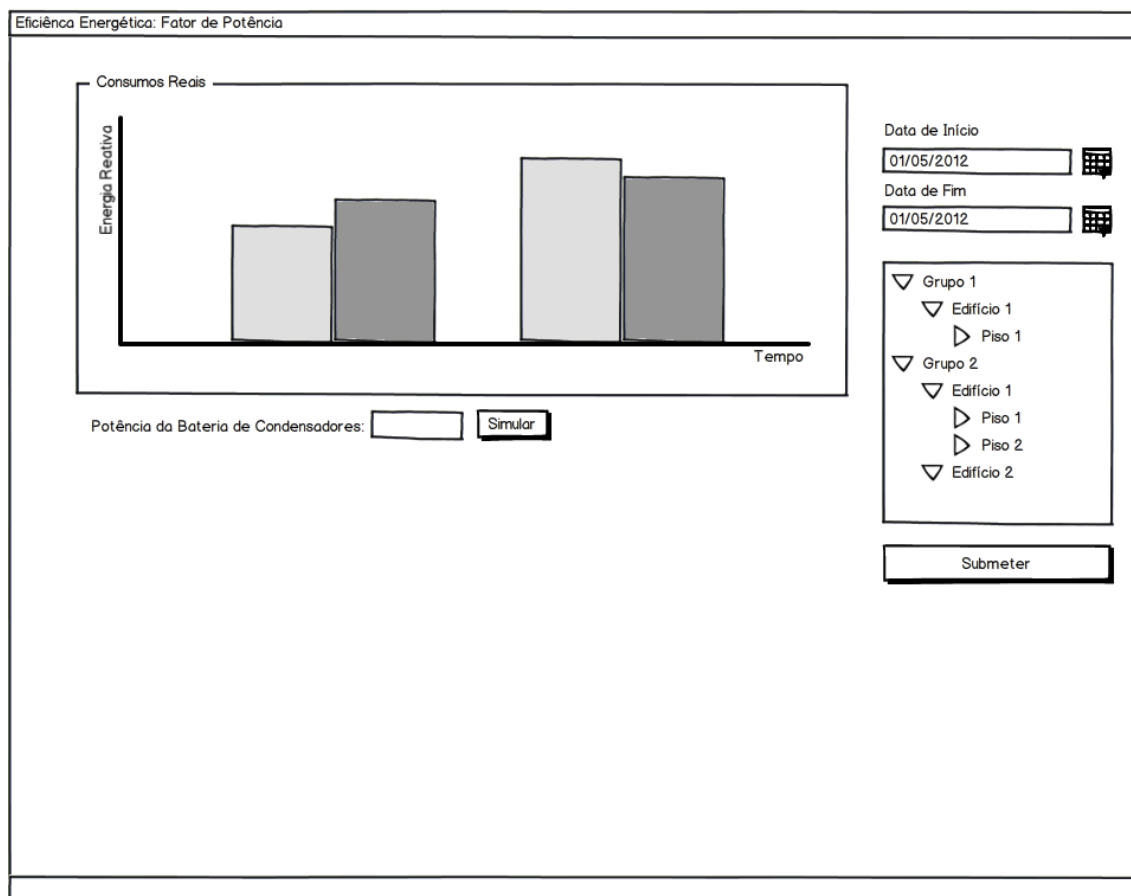 Eficiênca Energética: Fator de Potência
Consumos Reais
Energia Reativa
Tempo
Potência da Bateria de Condensadores:
Simular
Data de Início
01/05/2012
Data de Fim
01/05/2012
Grupo 1
Edifício 1
Piso 1
Grupo 2
Edifício 1
Piso 1
Piso 2
Edifício 2
Submeter